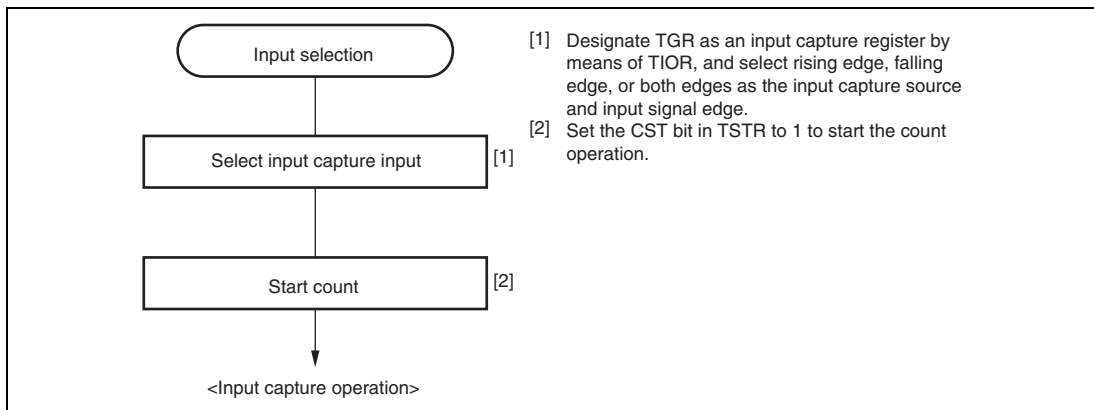 Input selection
[1] Designate TGR as an input capture register by
means of TIOR, and select rising edge, falling
edge, or both edges as the input capture source
and input signal edge.
[2] Set the CST bit in TSTR to 1 to start the count
operation.
Select input capture input [1]
Start count [2]
<Input capture operation>